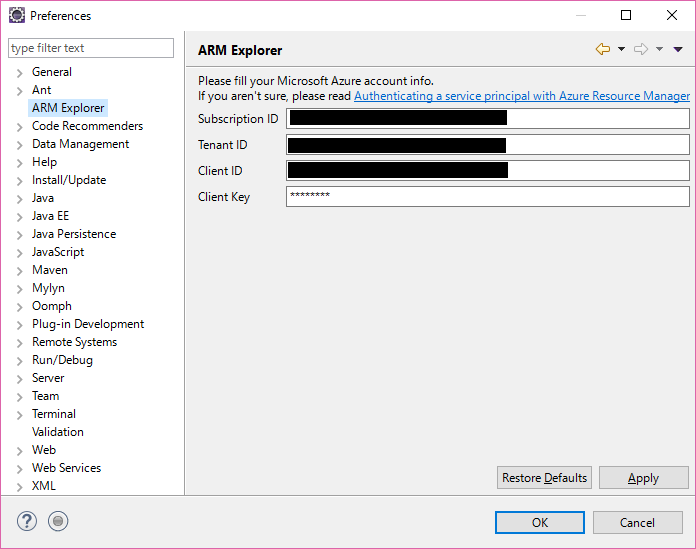 Preferences
type filter text
General
Ant
ARM Explorer
Code Recommenders
Data Management
Help
Install/Update
Java
Java EE
Java Persistence
JavaScript
Maven
Mylyn
Oomph
Plug-in Development
Remote Systems
Run/Debug
Server
Team
Terminal
Validation
Web
Web Services
XML
ARM Explorer
Please fill your Microsoft Azure account info.
If you aren't sure, please read Authenticating a service principal with Azure Resource Manager
Subscription ID
Tenant ID
Client ID
Client Key ********
Restore Defaults Apply
? OK Cancel